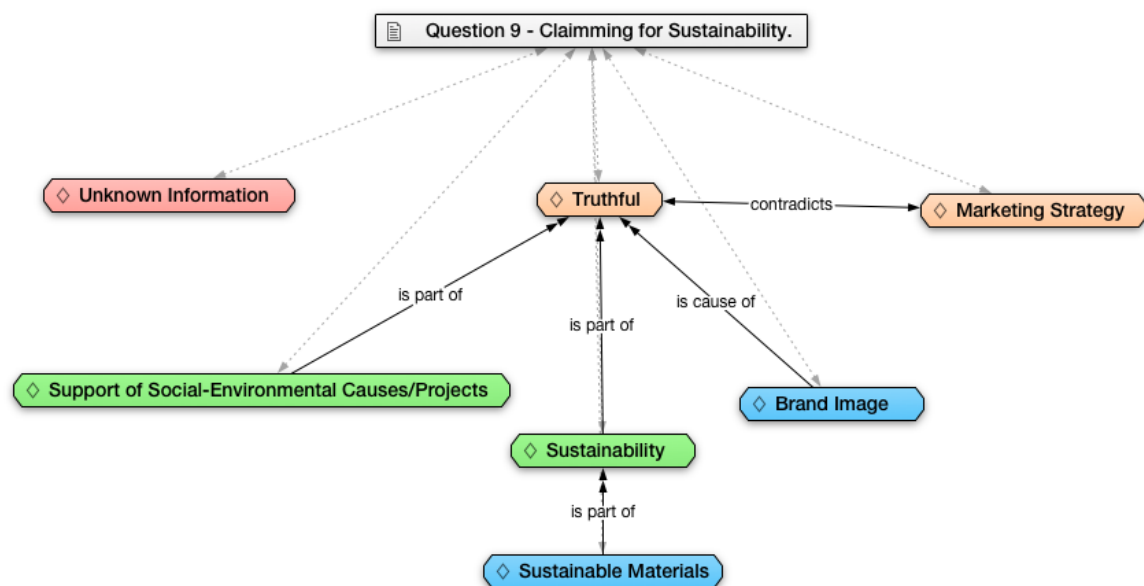 Question 9 - Claimming for Sustainability.
Unknown Information
Truthful
contradicts
Marketing Strategy
is part of
is cause of
is part of
Support of Social-Environmental Causes/Projects
Brand Image
Sustainability
is part of
Sustainable Materials